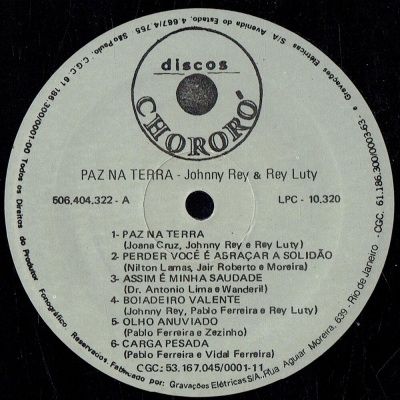 discos
CHORORÓ
PAZ NA TERRA - Johnny Rey & Rey Luty
506,404,322 - A
LPC - 10,320
1- PAZ NA TERRA
(Joana Cruz, Johnny Rey e Rey Luty)
2- PERDER VOCÊ É ABRAÇAR A SOLIDÃO
(Nilton Lamas, Jair Roberto e Moreira)
3- ASSIM É MINHA SAUDADE
(Dr. Antonio Lima e Wanderil)
4- BOIADEIRO VALENTE
(Johnny Rey, Pablo Ferreira e Rey Luty)
5- OLHO ANUVIADO
(Pablo Ferreira e Zezinho)
6- CARGA PESADA
(Pablo Ferreira e Vidal Ferreira)
CGC: 53.167.045/0001-11
Todos os Direitos do Produtor Fonográfico Reservados. Fabricado por: Gravações Elétricas S/A., Rua Aguiar Moreira, 639 - Rio de Janeiro - CGC. 61.186.300/0003-63 - e Gravações Elétricas S/A Avenida do Estado, 4.667/4.755 São Paulo. C.G.C 61 186.300/0001-00